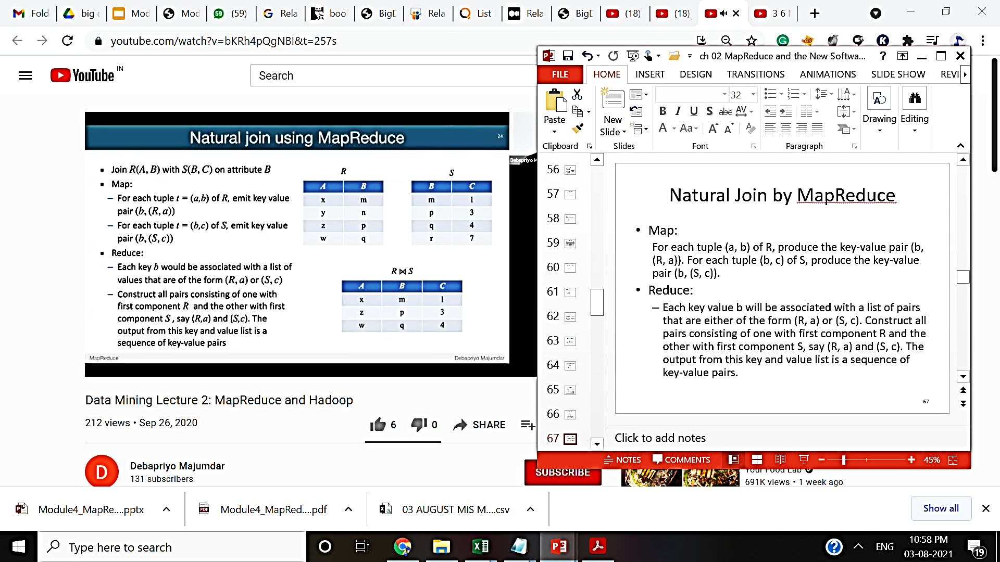 Fold
big
Mod
Mod
(59)
Rela
boo
BigD
Rela
List
Rela
BigD
(18)
(18)
3 6
youtube.com/watch?v=bKRh4pQgNBI&t=257s
YouTube IN
Search
Natural join using MapReduce
24
▪ Join R(A, B) with S(B, C) on attribute B
▪ Map:
– For each tuple t = (a,b) of R, emit key value
pair (b, (R, a))
– For each tuple t = (b,c) of S, emit key value
pair (b, (S, c))
▪ Reduce:
– Each key b would be associated with a list of
values that are of the form (R, a) or (S, c)
– Construct all pairs consisting of one with
first component R and the other with first
component S , say (R,a) and (S,c). The
output from this key and value list is a
sequence of key-value pairs
R
A B
x m
y n
z p
w q
S
B C
m 1
p 3
q 4
r 7
R ⋈ S
A B C
x m 1
z p 3
w q 4
MapReduce
Debapriyo Majumdar
Debapriyo M
Data Mining Lecture 2: MapReduce and Hadoop
212 views • Sep 26, 2020
6
0
SHARE
D
Debapriyo Majumdar
131 subscribers
SUBSCRIBE
Your Food Lab
691K views • 1 week ago
ch 02 MapReduce and the New Softwa...
FILE HOME INSERT DESIGN TRANSITIONS ANIMATIONS SLIDE SHOW REVI
Paste
New
Slide
32
B I U S abc AV
A Aa A A
Drawing
Editing
Clipboard Slides Font Paragraph
56
57
58
59
60
61
62
63
64
65
66
67
Natural Join by MapReduce
• Map:
For each tuple (a, b) of R, produce the key-value pair (b,
(R, a)). For each tuple (b, c) of S, produce the key-value
pair (b, (S, c)).
• Reduce:
– Each key value b will be associated with a list of pairs
that are either of the form (R, a) or (S, c). Construct all
pairs consisting of one with first component R and the
other with first component S, say (R, a) and (S, c). The
output from this key and value list is a sequence of
key-value pairs.
67
Click to add notes
NOTES COMMENTS 45%
Module4_MapRe....pptx
Module4_MapRed....pdf
03 AUGUST MIS M....csv
Show all
Type here to search
ENG
10:58 PM
03-08-2021
19